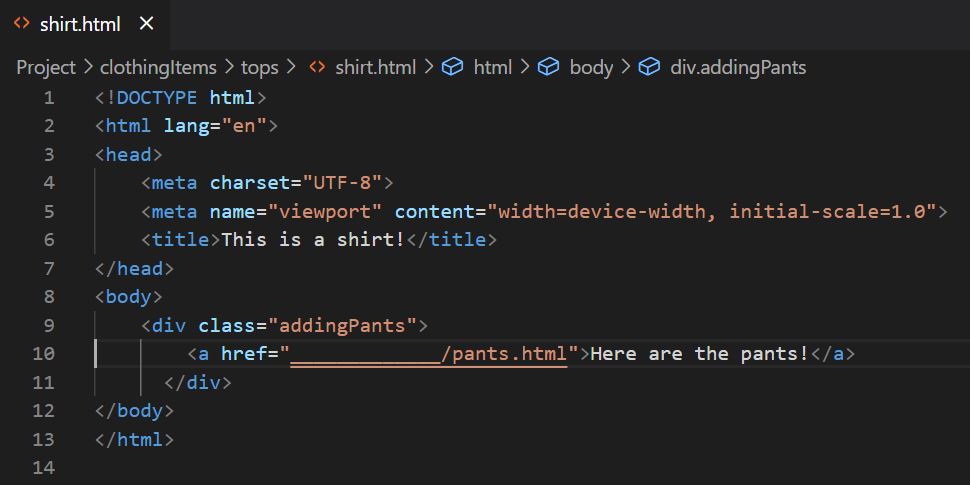 <> shirt.html ×
Project > clothingItems > tops > <> shirt.html > html > body > div.addingPants
1 <!DOCTYPE html>
2 <html lang="en">
3 <head>
4 <meta charset="UTF-8">
5 <meta name="viewport" content="width=device-width, initial-scale=1.0">
6 <title>This is a shirt!</title>
7 </head>
8 <body>
9 <div class="addingPants">
10 <a href="_____________/pants.html">Here are the pants!</a>
11 </div>
12 </body>
13 </html>
14